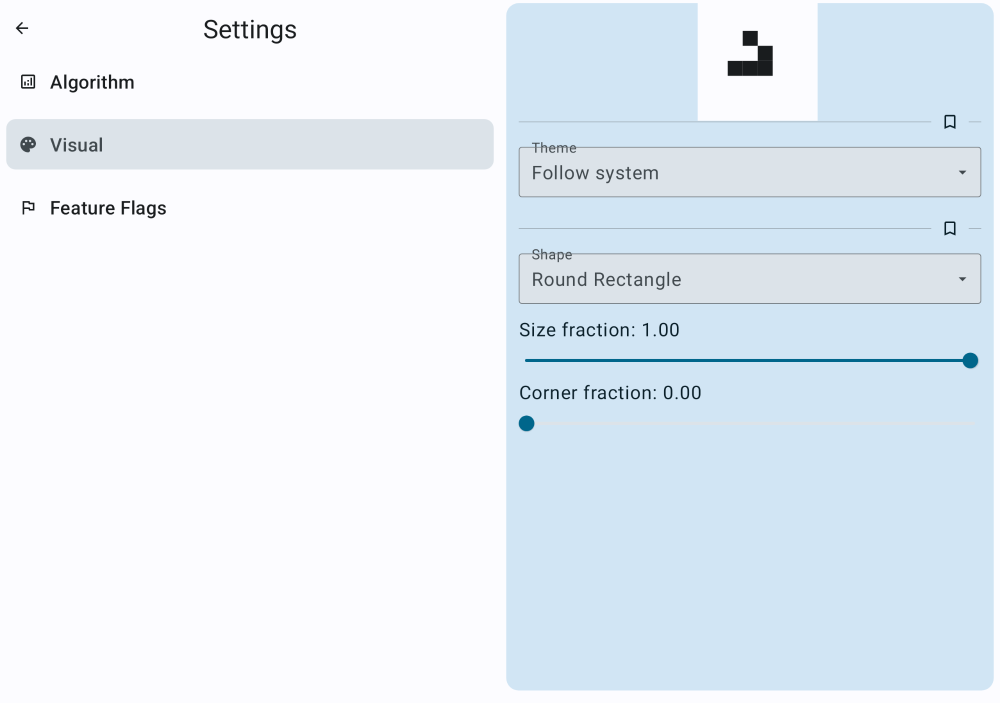 Settings
Algorithm
Visual
Feature Flags
Theme
Follow system
Shape
Round Rectangle
Size fraction: 1.00
Corner fraction: 0.00